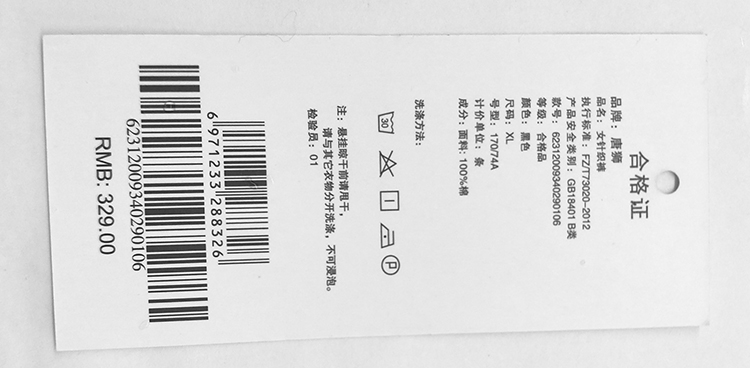 合格证
品牌：唐狮
品名：女针织裤
执行标准：FZ/T73020-2012
产品安全类别：GB18401 B类
款号：62312009340290106
等级：合格品
颜色：黑色
尺码：XL
号型：170/74A
计价单位：条
成分：面料：100%棉
洗涤方法：
30
P
注：悬挂晾干前请甩干，
请与其它衣物分开洗涤，不可浸泡。
检验员：01
6971233288326
62312009340290106
RMB: 329.00